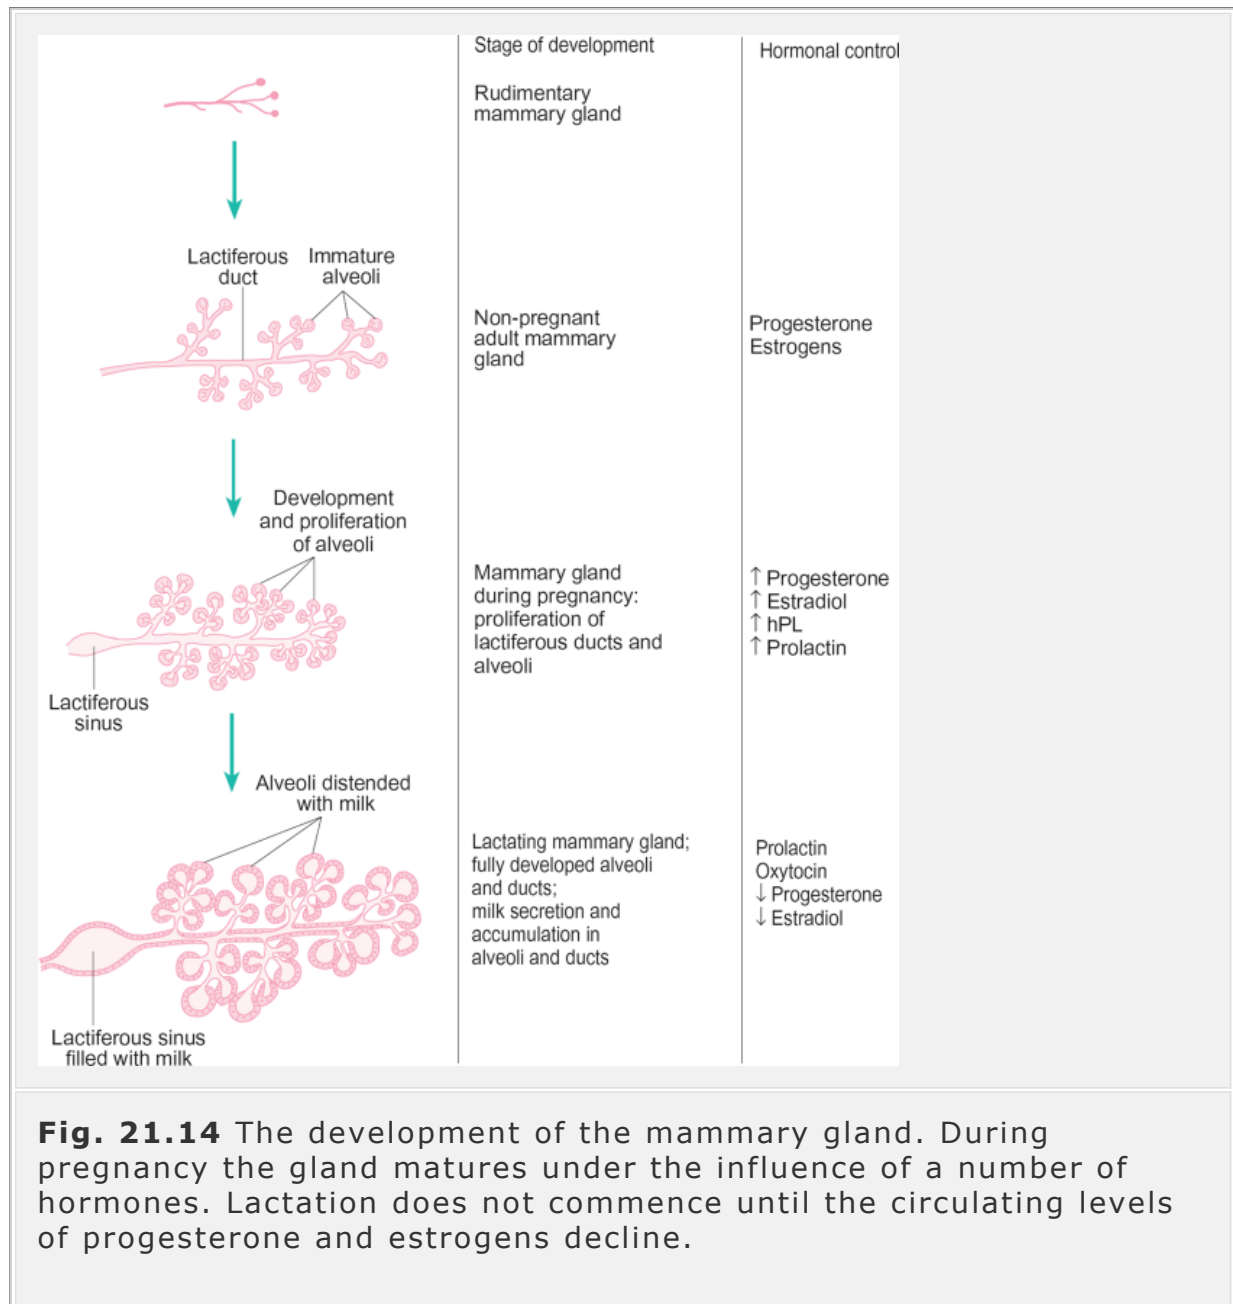 Stage of development
Hormonal control
Rudimentary
mammary gland
Lactiferous
duct
Immature
alveoli
Non-pregnant
adult mammary
gland
Progesterone
Estrogens
Development
and proliferation
of alveoli
Mammary gland
during pregnancy:
proliferation of
lactiferous ducts and
alveoli
↑ Progesterone
↑ Estradiol
↑ hPL
↑ Prolactin
Lactiferous
sinus
Alveoli distended
with milk
Lactating mammary gland;
fully developed alveoli
and ducts;
milk secretion and
accumulation in
alveoli and ducts
Prolactin
Oxytocin
↓ Progesterone
↓ Estradiol
Lactiferous sinus
filled with milk
Fig. 21.14 The development of the mammary gland. During
pregnancy the gland matures under the influence of a number of
hormones. Lactation does not commence until the circulating levels
of progesterone and estrogens decline.